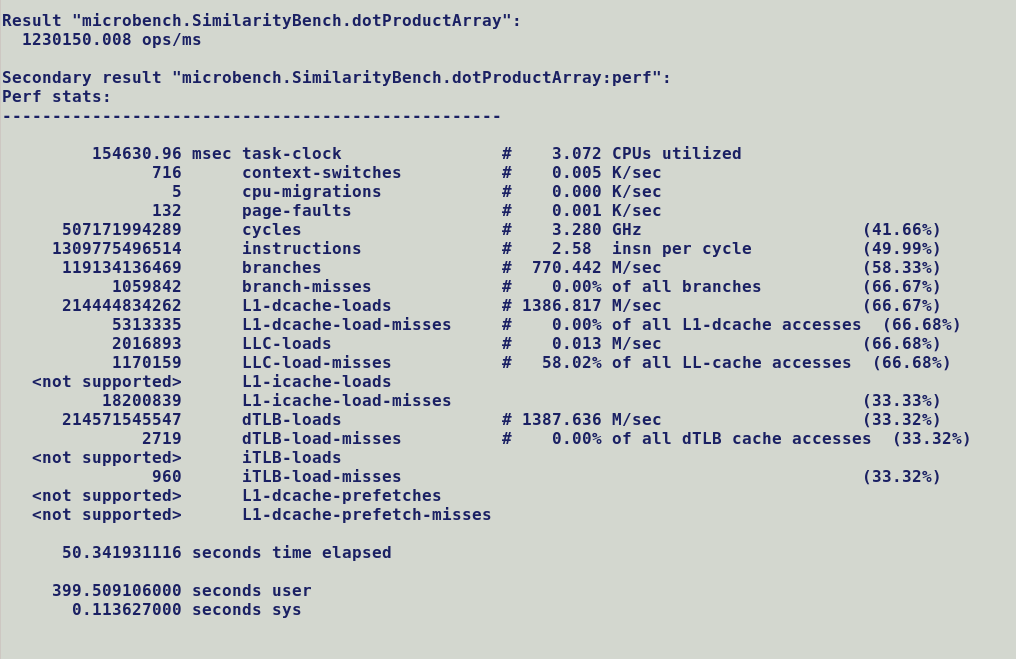 Result "microbench.SimilarityBench.dotProductArray":
  1230150.008 ops/ms

Secondary result "microbench.SimilarityBench.dotProductArray:perf":
Perf stats:
--------------------------------------------------

         154630.96 msec task-clock                #    3.072 CPUs utilized
               716      context-switches          #    0.005 K/sec
                 5      cpu-migrations            #    0.000 K/sec
               132      page-faults               #    0.001 K/sec
      507171994289      cycles                    #    3.280 GHz                      (41.66%)
     1309775496514      instructions              #    2.58  insn per cycle           (49.99%)
      119134136469      branches                  #  770.442 M/sec                    (58.33%)
           1059842      branch-misses             #    0.00% of all branches          (66.67%)
      214444834262      L1-dcache-loads           # 1386.817 M/sec                    (66.67%)
           5313335      L1-dcache-load-misses     #    0.00% of all L1-dcache accesses  (66.68%)
           2016893      LLC-loads                 #    0.013 M/sec                    (66.68%)
           1170159      LLC-load-misses           #   58.02% of all LL-cache accesses  (66.68%)
   <not supported>      L1-icache-loads
          18200839      L1-icache-load-misses                                         (33.33%)
      214571545547      dTLB-loads                # 1387.636 M/sec                    (33.32%)
              2719      dTLB-load-misses          #    0.00% of all dTLB cache accesses  (33.32%)
   <not supported>      iTLB-loads
               960      iTLB-load-misses                                              (33.32%)
   <not supported>      L1-dcache-prefetches
   <not supported>      L1-dcache-prefetch-misses

      50.341931116 seconds time elapsed

     399.509106000 seconds user
       0.113627000 seconds sys